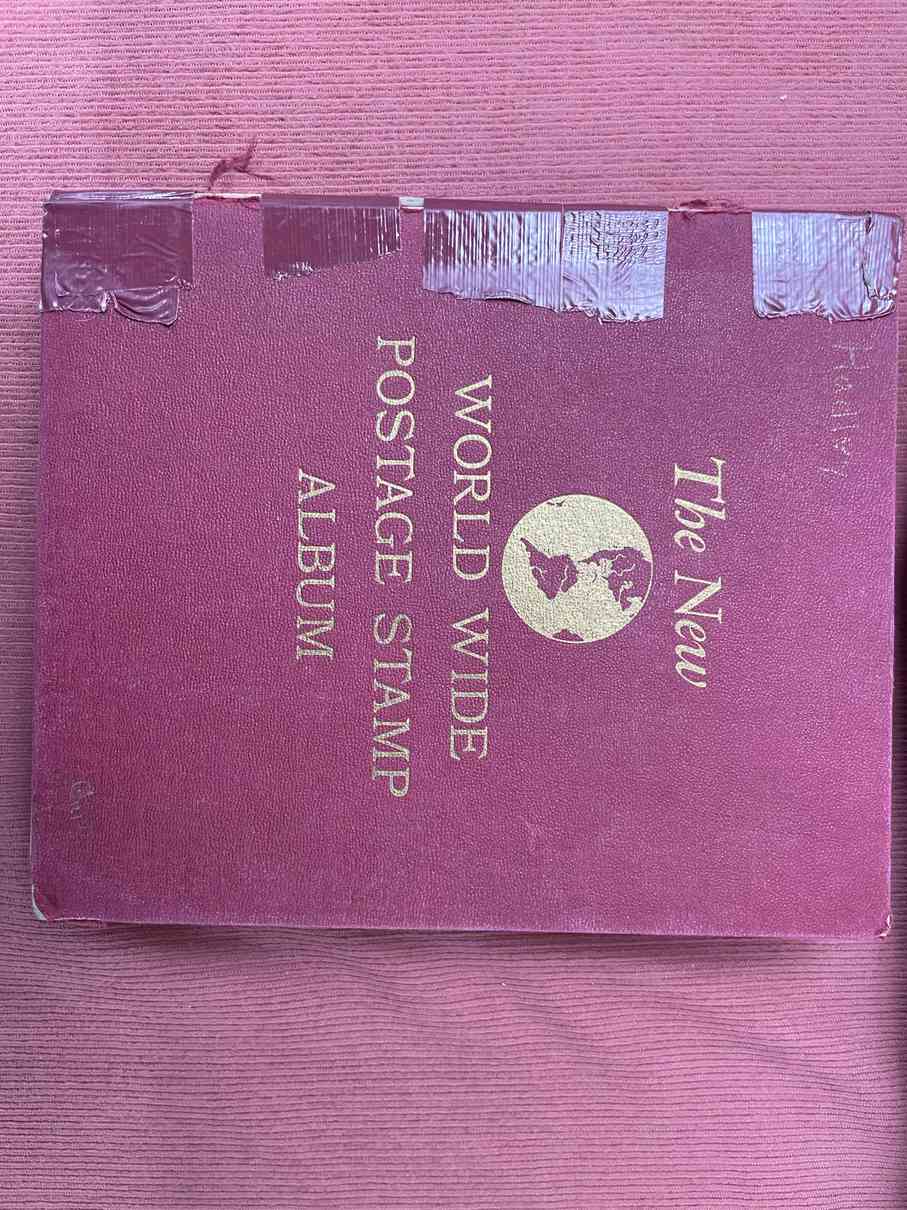 The New
WORLD WIDE
POSTAGE STAMP
ALBUM